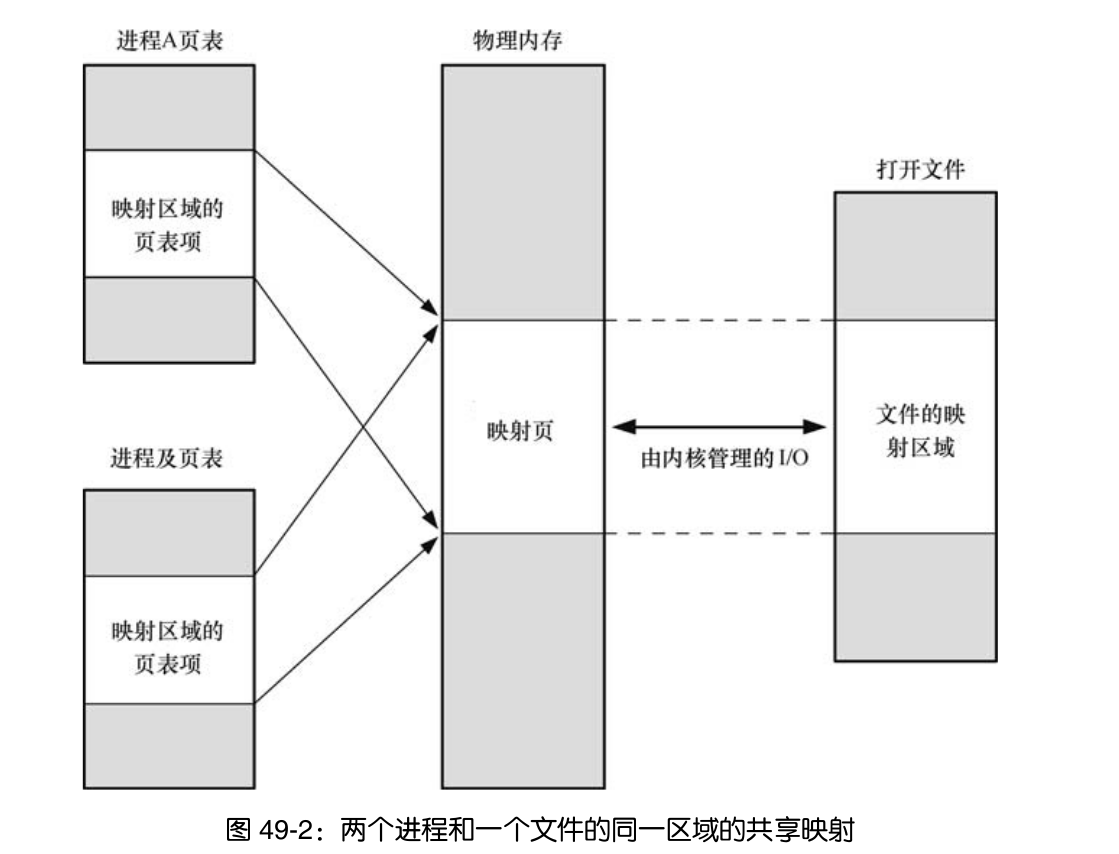 进程A页表
物理内存
打开文件
映射区域的
页表项
进程及页表
映射区域的
页表项
映射页
由内核管理的 I/O
文件的映
射区域
图 49-2：两个进程和一个文件的同一区域的共享映射